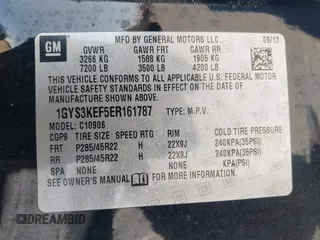 GM
MFD BY GENERAL MOTORS LLC 09/13
GVWR GAWR FRT GAWR RR
3266 KG 1588 KG 1905 KG
7200 LB 3500 LB 4200 LB
THIS VEHICLE CONFORMS TO ALL APPLICABLE U.S. FEDERAL
MOTOR VEHICLE SAFETY, BUMPER, AND THEFT PREVENTION
STANDARDS IN EFFECT ON THE DATE OF MANUFACTURE SHOWN ABOVE.
1GYS3KEF5ER161787 TYPE: M.P.V.
MODEL: C10906
CGP9 TIRE SIZE SPEED RTG RIM COLD TIRE PRESSURE
FRT P285/45R22 H 22X9J 240KPA(35PSI)
RR P285/45R22 H 22X9J 240KPA(35PSI)
SPA NONE NONE KPA(PSI)
SEE OWNER'S MANUAL
DREAMBID